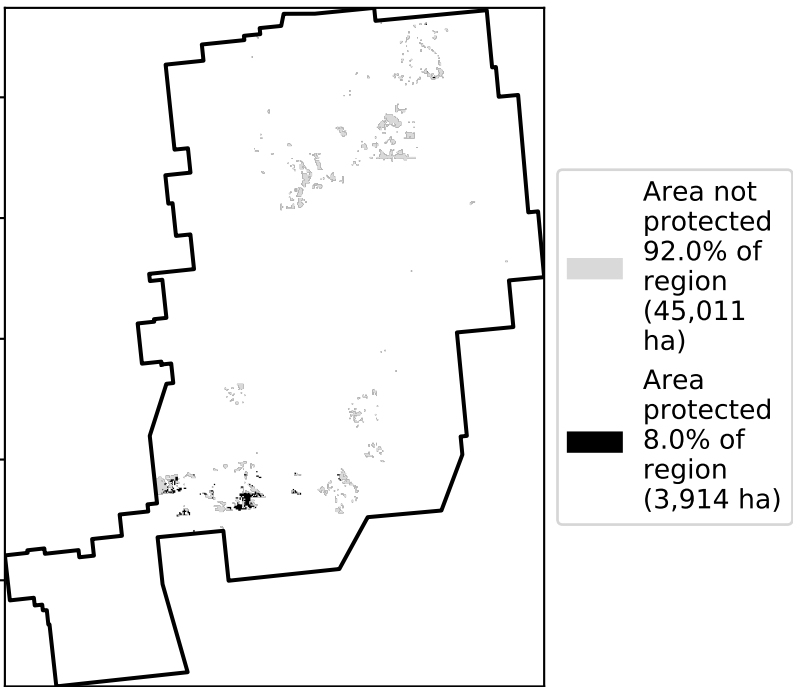 Area not
protected
92.0% of
region
(45,011
ha)
Area
protected
8.0% of
region
(3,914 ha)